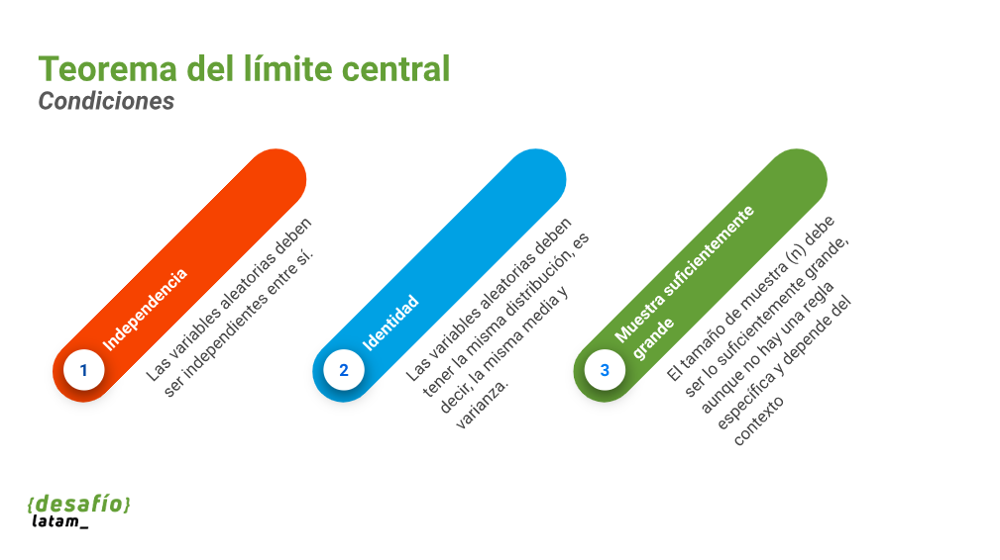 Teorema del límite central
Condiciones
1
Independencia
Las variables aleatorias deben
ser independientes entre sí.
2
Identidad
Las variables aleatorias deben
tener la misma distribución, es
decir, la misma media y
varianza.
3
Muestra suficientemente
grande
El tamaño de muestra (n) debe
ser lo suficientemente grande,
aunque no hay una regla
específica y depende del
contexto
{desafío}
latam_